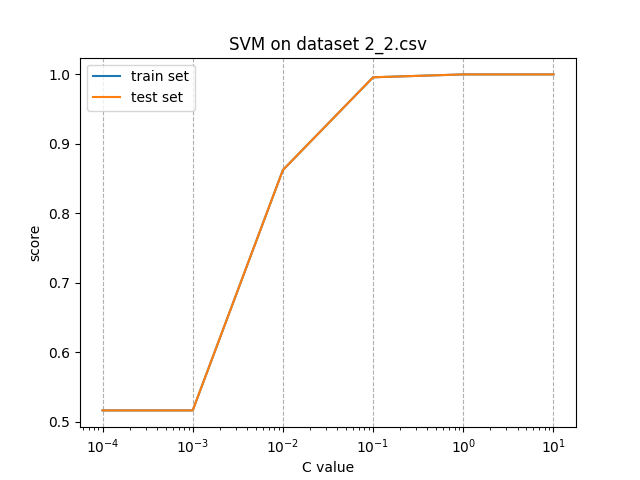 SVM on dataset 2_2.csv
train set
test set
1.0
0.9
0.8
0.7
0.6
0.5
score
10⁻⁴ 10⁻³ 10⁻² 10⁻¹ 10⁰ 10¹
C value